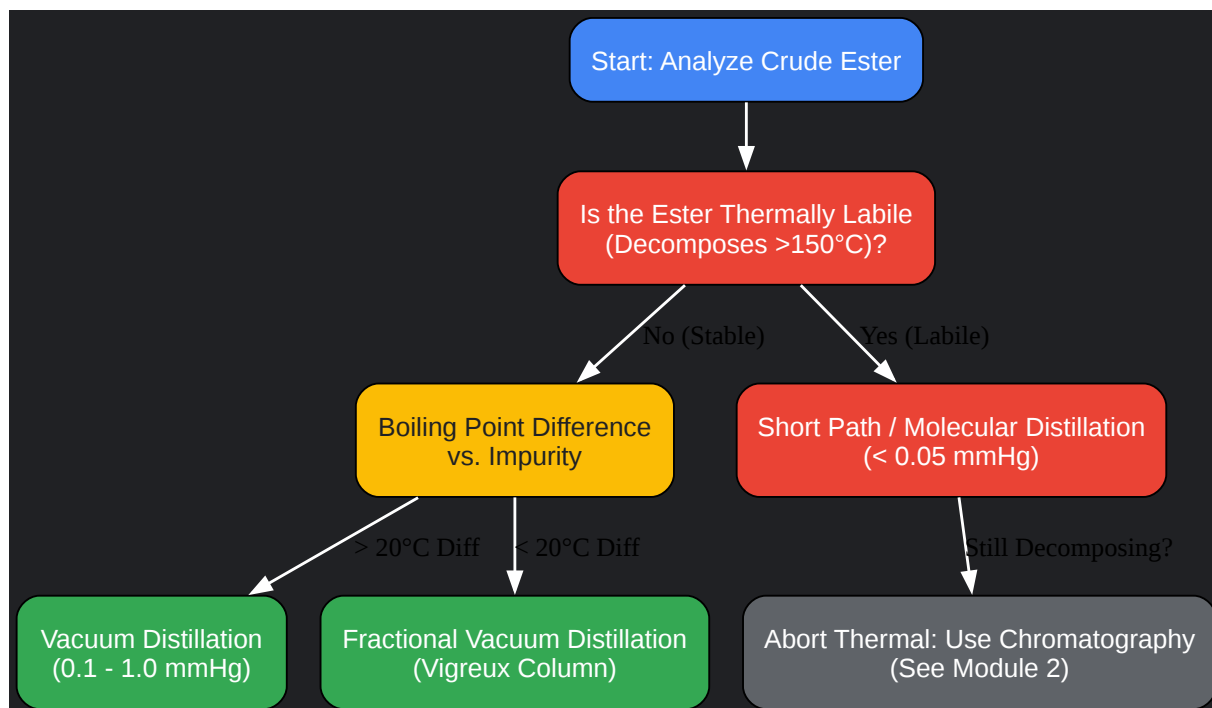 Start: Analyze Crude Ester
Is the Ester Thermally Labile
(Decomposes >150°C)?
No (Stable)
Yes (Labile)
Boiling Point Difference
vs. Impurity
Short Path / Molecular Distillation
(< 0.05 mmHg)
> 20°C Diff
< 20°C Diff
Still Decomposing?
Vacuum Distillation
(0.1 - 1.0 mmHg)
Fractional Vacuum Distillation
(Vigreux Column)
Abort Thermal: Use Chromatography
(See Module 2)